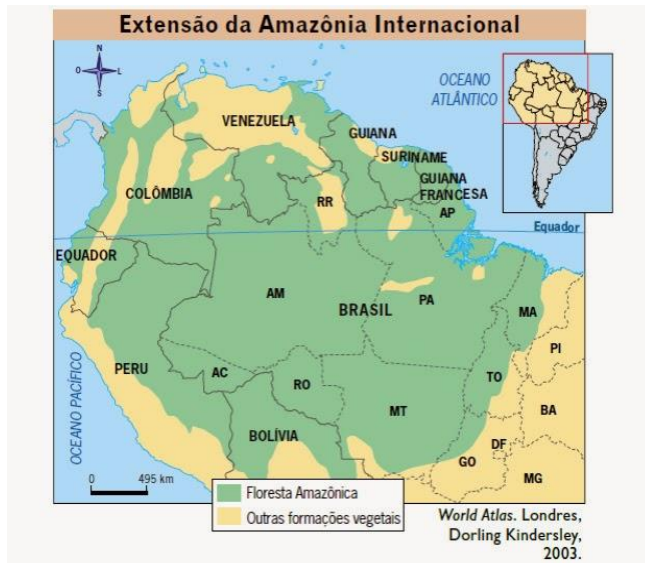 Extensão da Amazônia Internacional
N
O
L
S
OCEANO
ATLÂNTICO
VENEZUELA
GUIANA
SURINAME
GUIANA
FRANCESA
COLÔMBIA
RR
AP
Equador
EQUADOR
AM
BRASIL
PA
MA
PI
PERU
AC
RO
TO
MT
BA
BOLÍVIA
DF
GO
MG
OCEANO PACÍFICO
0 495 km
Floresta Amazônica
Outras formações vegetais
World Atlas. Londres,
Dorling Kindersley,
2003.